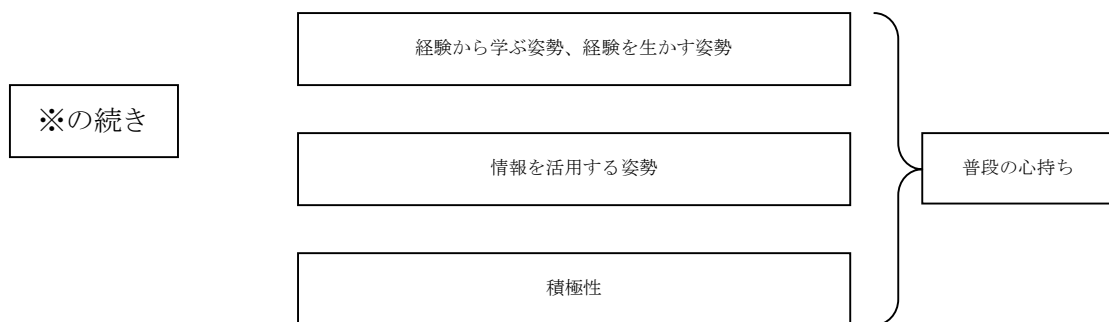 経験から学ぶ姿勢、経験を生かす姿勢
※の続き
情報を活用する姿勢
普段の心持ち
積極性